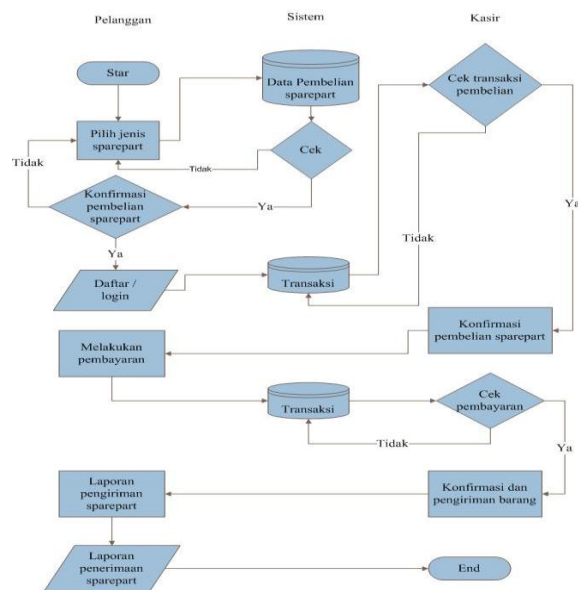 Pelanggan
Sistem
Kasir
Star
Data Pembelian
sparepart
Cek transaksi
pembelian
Pilih jenis
sparepart
Cek
Tidak
Tidak
Konfirmasi
pembelian
sparepart
Ya
Ya
Tidak
Ya
Daftar /
login
Transaksi
Konfirmasi
pembelian sparepart
Melakukan
pembayaran
Transaksi
Cek
pembayaran
Tidak
Ya
Laporan
pengiriman
sparepart
Konfirmasi dan
pengiriman barang
Laporan
penerimaan
sparepart
End